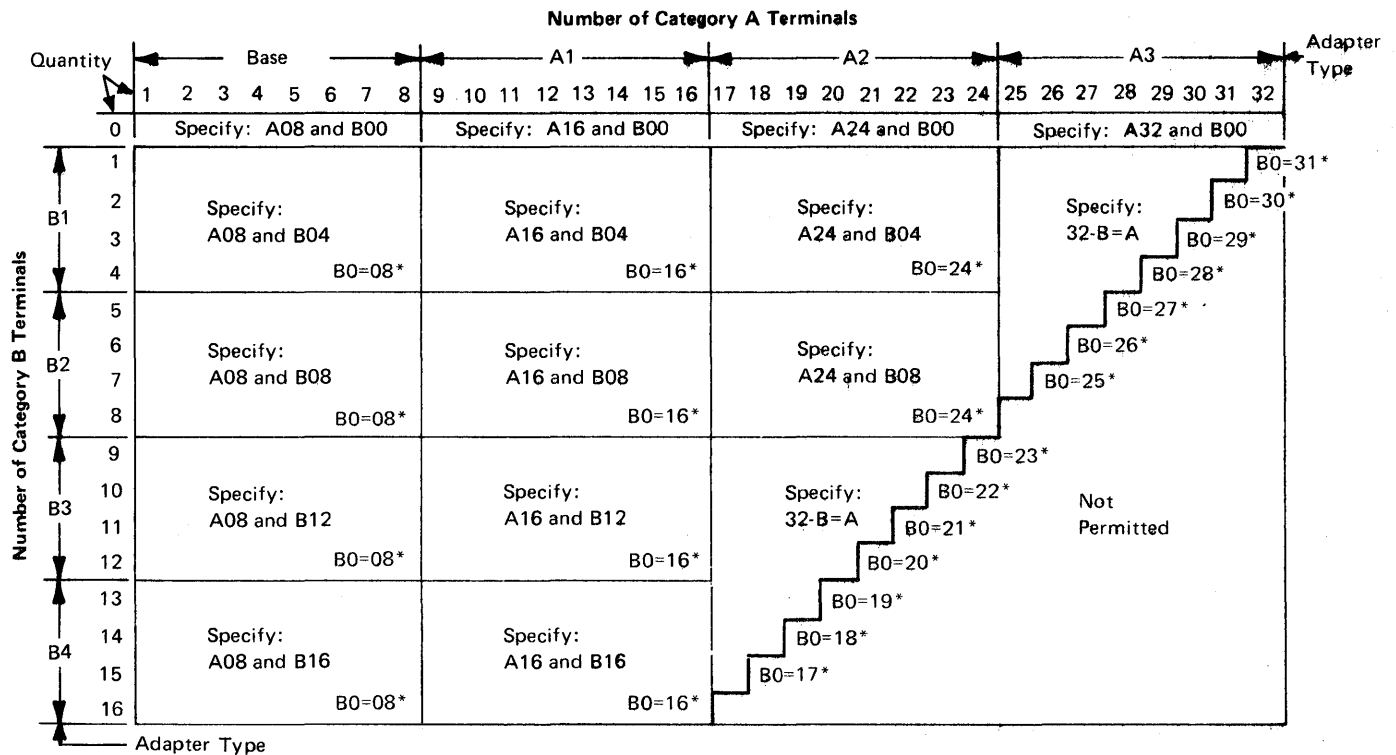 Number of Category A Terminals
Quantity
Base
A1
A2
A3
Adapter
Type
1 2 3 4 5 6 7 8 9 10 11 12 13 14 15 16 17 18 19 20 21 22 23 24 25 26 27 28 29 30 31 32
0 Specify: A08 and B00 Specify: A16 and B00 Specify: A24 and B00 Specify: A32 and B00
Number of Category B Terminals
B1
1
2
3
4
Specify:
A08 and B04
B0=08*
Specify:
A16 and B04
B0=16*
Specify:
A24 and B04
B0=24*
Specify:
32-B=A
B0=31*
B0=30*
B0=29*
B0=28*
B2
5
6
7
8
Specify:
A08 and B08
B0=08*
Specify:
A16 and B08
B0=16*
Specify:
A24 and B08
B0=24*
B0=27*
B0=26*
B0=25*
B3
9
10
11
12
Specify:
A08 and B12
B0=08*
Specify:
A16 and B12
B0=16*
Specify:
32-B=A
B0=23*
B0=22*
B0=21*
B0=20*
Not
Permitted
B4
13
14
15
16
Specify:
A08 and B16
B0=08*
Specify:
A16 and B16
B0=16*
B0=19*
B0=18*
B0=17*
Adapter Type